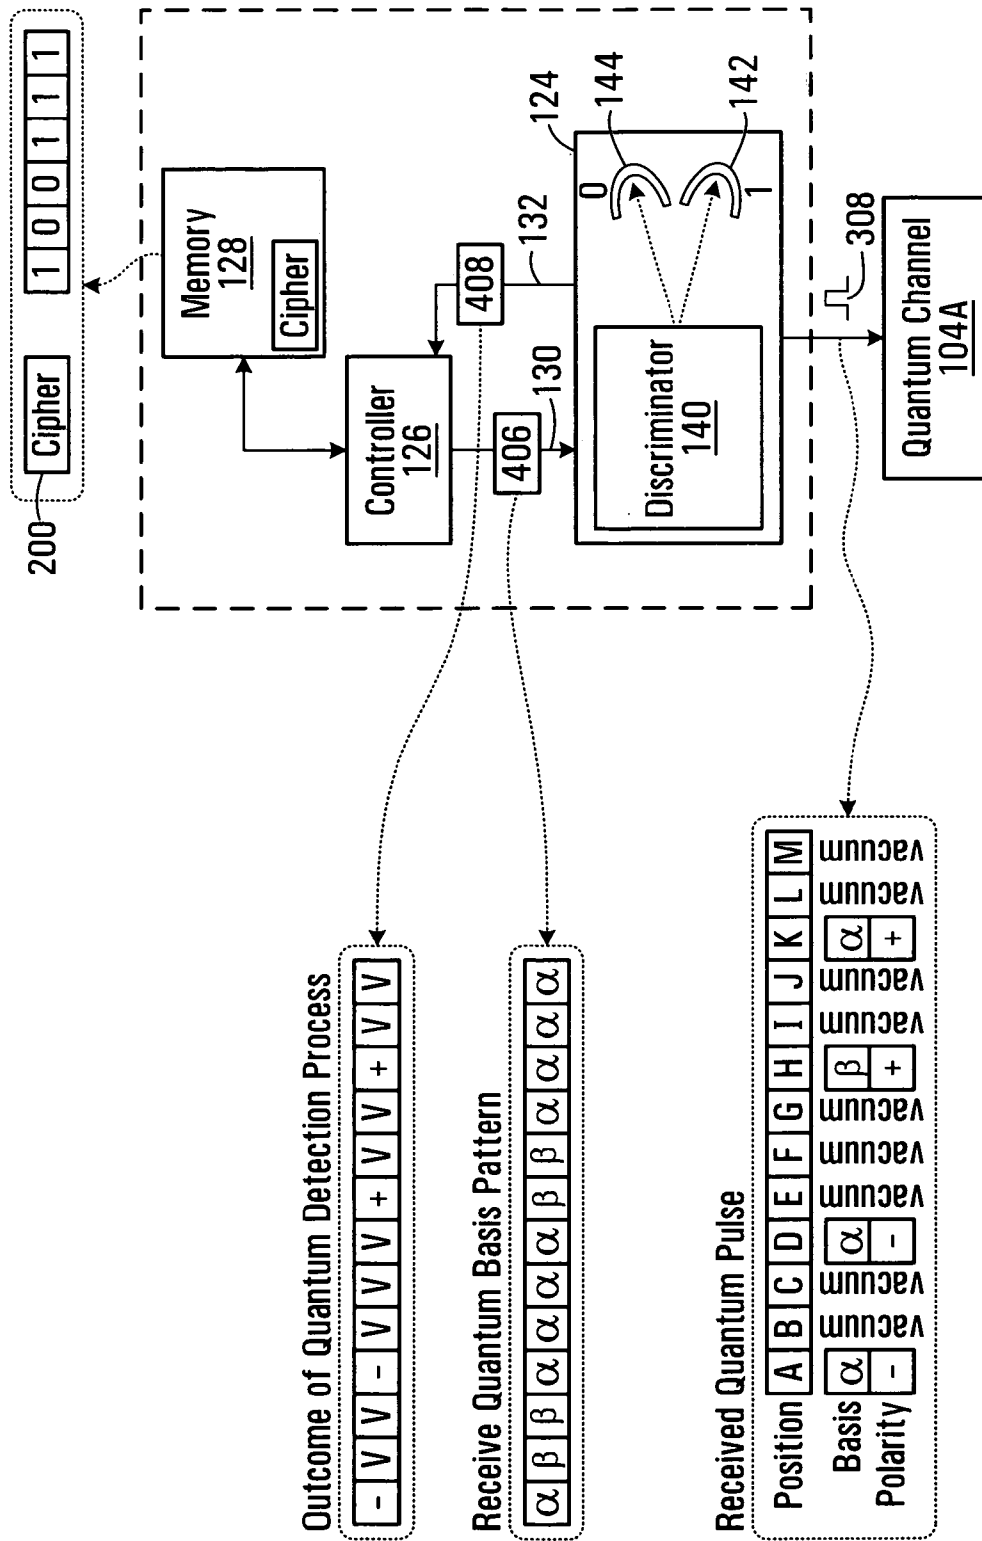 200
Cipher
1 0 0 1 1 1
Memory
128
Cipher
Controller
126
408
132
406
130
124
144
142
0
1
Discriminator
140
308
Quantum Channel
104A
Outcome of Quantum Detection Process
- V V - V V V + V V + V V
Receive Quantum Basis Pattern
α β β α α α α β β α α α α
Received Quantum Pulse
Position A B C D E F G H I J K L M
Basis α vacuum vacuum α vacuum vacuum vacuum β vacuum vacuum α vacuum vacuum
Polarity - - + +